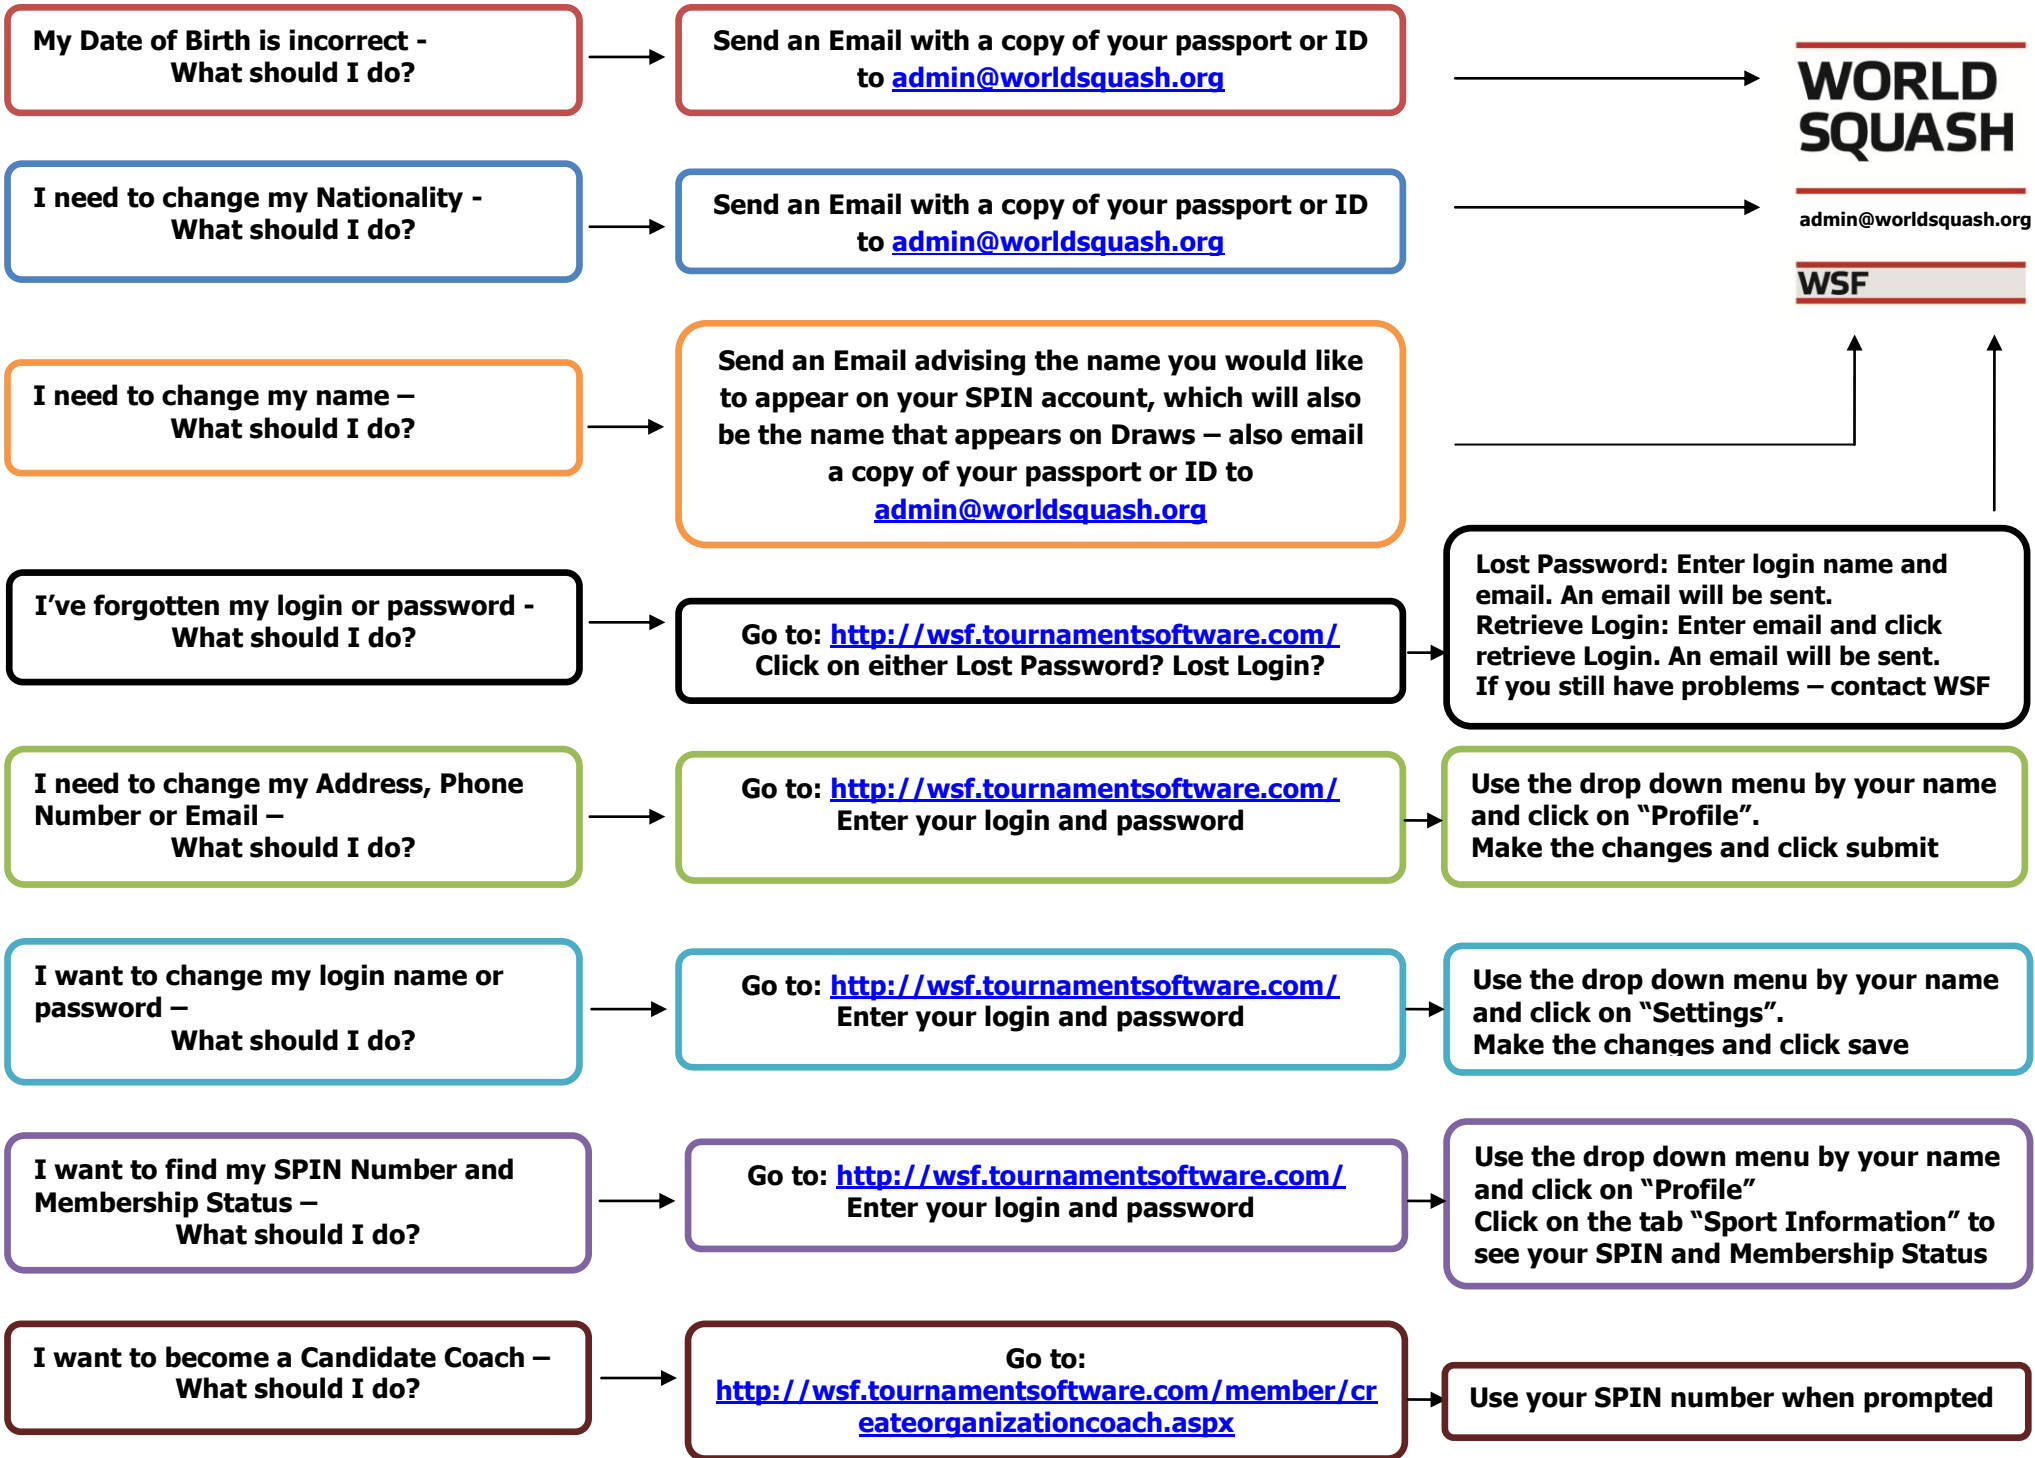 My Date of Birth is incorrect -
What should I do?
Send an Email with a copy of your passport or ID
to admin@worldsquash.org
WORLD
SQUASH
admin@worldsquash.org
WSF
I need to change my Nationality -
What should I do?
Send an Email with a copy of your passport or ID
to admin@worldsquash.org
I need to change my name –
What should I do?
Send an Email advising the name you would like
to appear on your SPIN account, which will also
be the name that appears on Draws – also email
a copy of your passport or ID to
admin@worldsquash.org
I’ve forgotten my login or password -
What should I do?
Go to: http://wsf.tournamentsoftware.com/
Click on either Lost Password? Lost Login?
Lost Password: Enter login name and
email. An email will be sent.
Retrieve Login: Enter email and click
retrieve Login. An email will be sent.
If you still have problems – contact WSF
I need to change my Address, Phone
Number or Email –
What should I do?
Go to: http://wsf.tournamentsoftware.com/
Enter your login and password
Use the drop down menu by your name
and click on “Profile”.
Make the changes and click submit
I want to change my login name or
password –
What should I do?
Go to: http://wsf.tournamentsoftware.com/
Enter your login and password
Use the drop down menu by your name
and click on “Settings”.
Make the changes and click save
I want to find my SPIN Number and
Membership Status –
What should I do?
Go to: http://wsf.tournamentsoftware.com/
Enter your login and password
Use the drop down menu by your name
and click on “Profile”
Click on the tab “Sport Information” to
see your SPIN and Membership Status
I want to become a Candidate Coach –
What should I do?
Go to:
http://wsf.tournamentsoftware.com/member/cr
eateorganizationcoach.aspx
Use your SPIN number when prompted